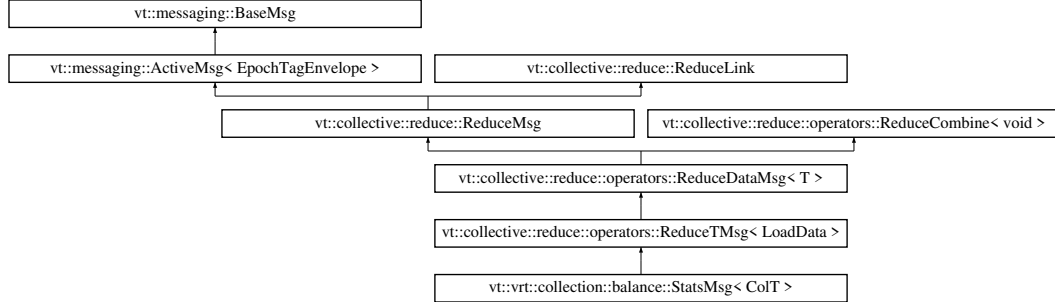 vt::messaging::BaseMsg
vt::messaging::ActiveMsg< EpochTagEnvelope >
vt::collective::reduce::ReduceLink
vt::collective::reduce::ReduceMsg
vt::collective::reduce::operators::ReduceCombine< void >
vt::collective::reduce::operators::ReduceDataMsg< T >
vt::collective::reduce::operators::ReduceTMsg< LoadData >
vt::vrt::collection::balance::StatsMsg< ColT >